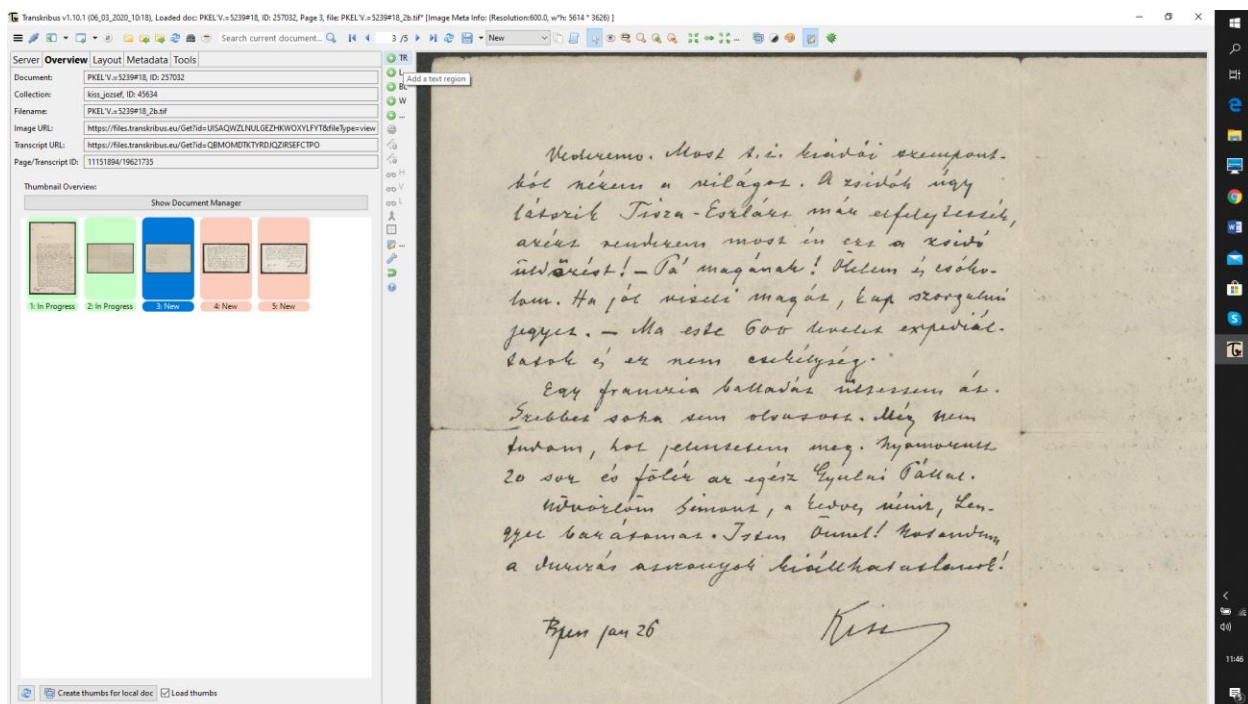 Transkribus v1.10.1 (06_03_2020_10:18), Loaded doc: PKEL'V.=5239#18, ID: 257032, Page 3, file: PKEL'V.=5239#18_2b.tif* [Image Meta Info: (Resolution:600.0, w*h: 5614 * 3626) ]
Search current document... 3 /5 New
Server Overview Layout Metadata Tools
Document: PKEL'V.=5239#18, ID: 257032
Collection: kiss_jozsef, ID: 45634
Filename: PKEL'V.=5239#18_2b.tif
Image URL: https://files.transkribus.eu/Get?id=UISAQWZLNULGEZHKWOXYLFYT&fileType=view
Transcript URL: https://files.transkribus.eu/Get?id=QBMOMDTKTYRDJQZIRSEFCTPO
Page/Transcript ID: 11151894/19621735
Thumbnail Overview:
Show Document Manager
1: In Progress 2: In Progress 3: New 4: New 5: New
Create thumbs for local doc Load thumbs
TR
L
Add a text region
BL
W
...
H
V
L
Vederemo. Most t.i. kiadói szempont-
ból nézem a világot. A zsidók úgy
látszik Tisza-Eszlárt már elfelejtették,
azért rendezem most én ezt a zsidó
üldözést! – Pá magának! Ölelem és csóko-
lom. Ha jól viseli magát, kap szorgalmi
jegyet. – Ma este 600 levelet expediál-
tatok és ez nem csekélység.
Egy franczia balladát ültessem át.
Szebbet soha sem olvasott. Még nem
tudom, hol jelentetem meg. Nyomorult
20 sor és fölér az egész Gyulai Pállal.
Üdvözlöm Simont, a kedves nénit, Len-
gyel barátomat. Isten Önnel!
a asszonyok kiállhatatlanok!
Bpen jan 26
Kiss
11:46